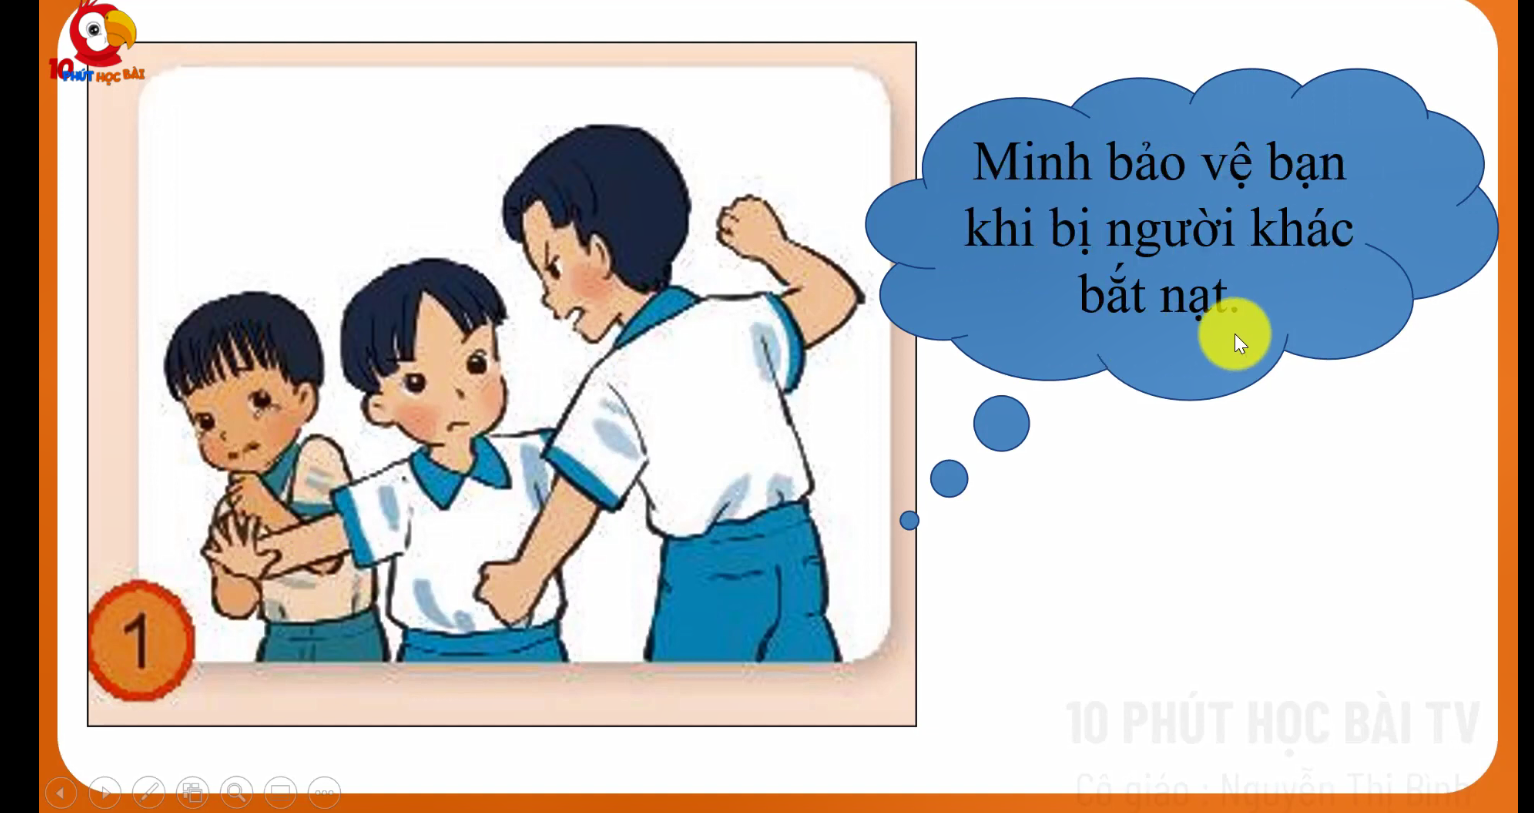 10
PHÚT HỌC BÀI
Minh bảo vệ bạn
khi bị người khác
bắt nạt.
1
10 PHÚT HỌC BÀI TV
Cô giáo : Nguyễn Thị Bình